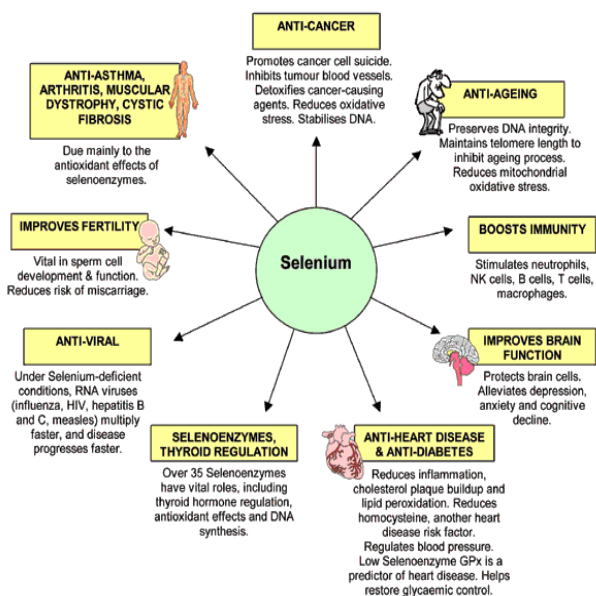 ANTI-CANCER
Promotes cancer cell suicide.
Inhibits tumour blood vessels.
Detoxifies cancer-causing
agents. Reduces oxidative
stress. Stabilises DNA.
ANTI-ASTHMA,
ARTHRITIS, MUSCULAR
DYSTROPHY, CYSTIC
FIBROSIS
Due mainly to the
antioxidant effects of
selenoenzymes.
ANTI-AGEING
Preserves DNA integrity.
Maintains telomere length to
inhibit ageing process.
Reduces mitochondrial
oxidative stress.
IMPROVES FERTILITY
Vital in sperm cell
development & function.
Reduces risk of miscarriage.
Selenium
BOOSTS IMMUNITY
Stimulates neutrophils,
NK cells, B cells, T cells,
macrophages.
ANTI-VIRAL
Under Selenium-deficient
conditions, RNA viruses
(influenza, HIV, hepatitis B
and C, measles) multiply
faster, and disease
progresses faster.
IMPROVES BRAIN
FUNCTION
Protects brain cells.
Alleviates depression,
anxiety and cognitive
decline.
SELENOENZYMES,
THYROID REGULATION
Over 35 Selenoenzymes
have vital roles, including
thyroid hormone regulation,
antioxidant effects and DNA
synthesis.
ANTI-HEART DISEASE
& ANTI-DIABETES
Reduces inflammation,
cholesterol plaque buildup and
lipid peroxidation. Reduces
homocysteine, another heart
disease risk factor.
Regulates blood pressure.
Low Selenoenzyme GPx is a
predictor of heart disease. Helps
restore glycaemic control.